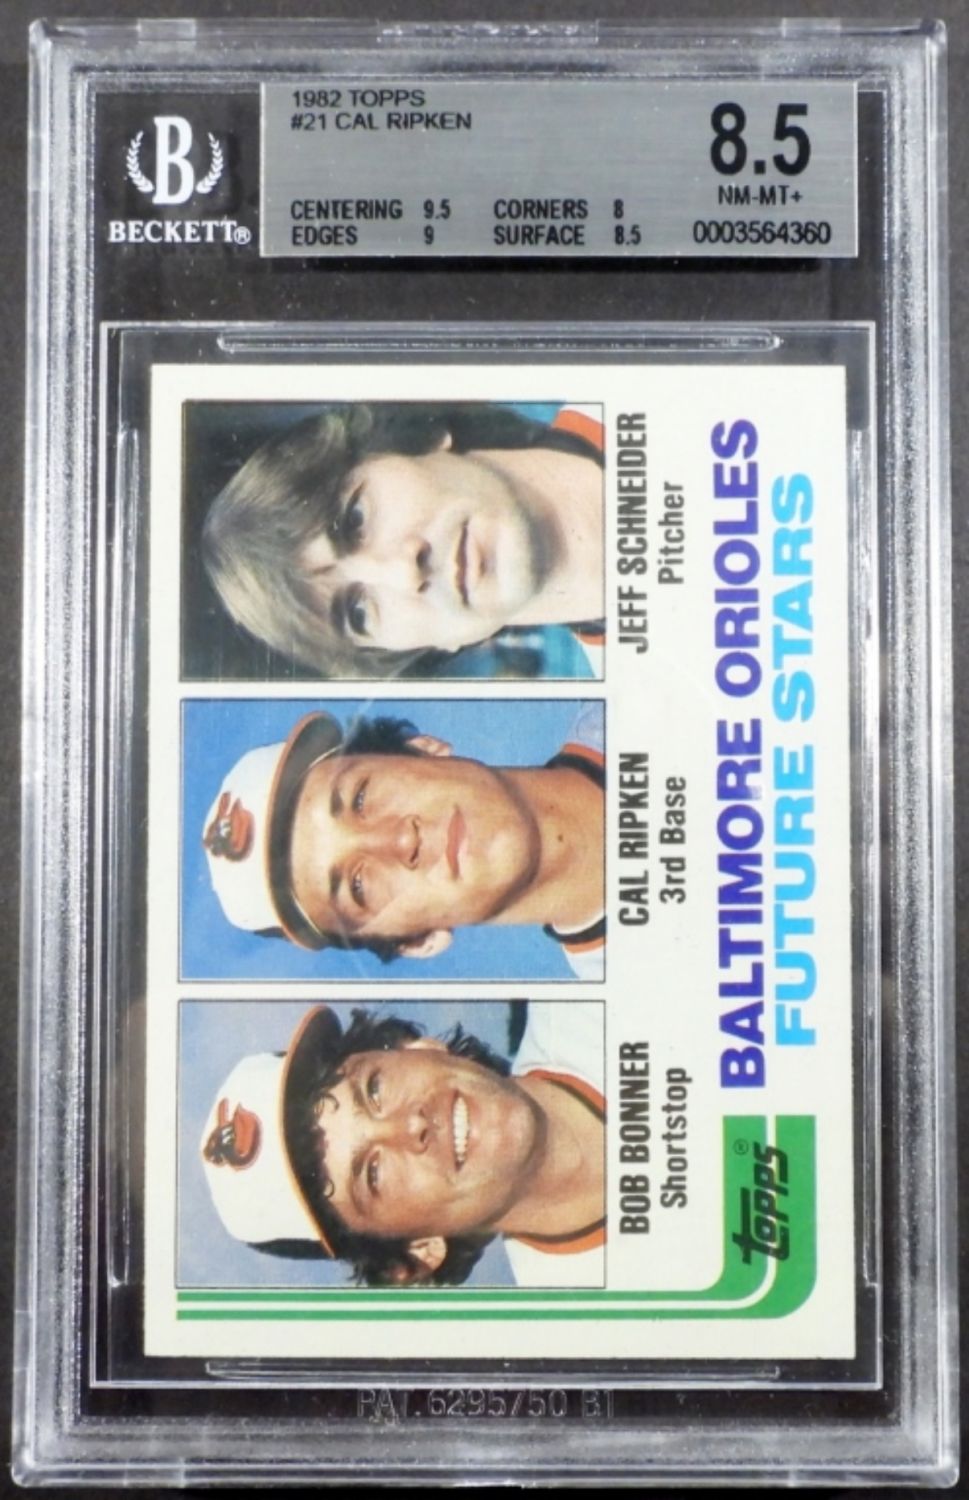 B
BECKETT®
1982 TOPPS
#21 CAL RIPKEN
CENTERING 9.5 CORNERS 8
EDGES 9 SURFACE 8.5
8.5
NM-MT+
0003564360
JEFF SCHNEIDER
Pitcher
CAL RIPKEN
3rd Base
BOB BONNER
Shortstop
BALTIMORE ORIOLES
FUTURE STARS
topps®
PAT. 6295750 B1